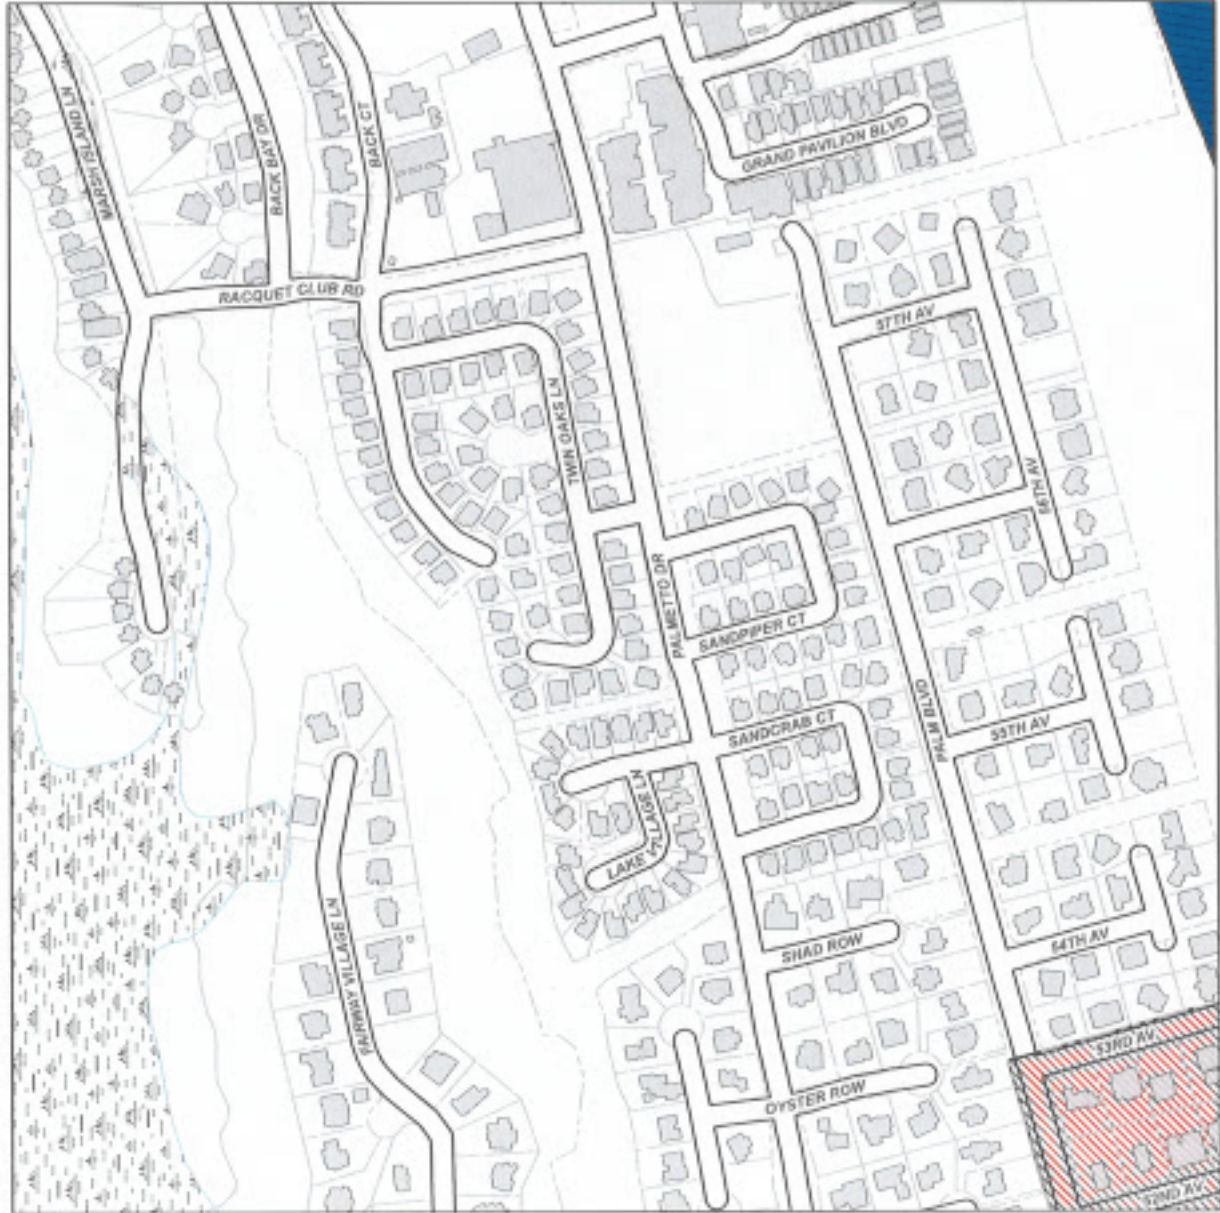 MARSH ISLAND LN
BACK BAY DR
BACK CT
GRAND PAVILION BLVD
RACQUET CLUB RD
57TH AV
TWIN OAKS LN
56TH AV
PALMETTO DR
SANDPIPER CT
PALM BLVD
SANDCRAB CT
55TH AV
LAKE VILLAGE LN
FAIRWAY VILLAGE LN
SHAD ROW
54TH AV
53RD AV
OYSTER ROW
52ND AV